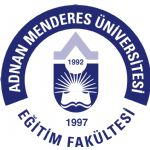 ADNAN MENDERES ÜNİVERSİTESİ
1992
1997
EĞİTİM FAKÜLTESİ